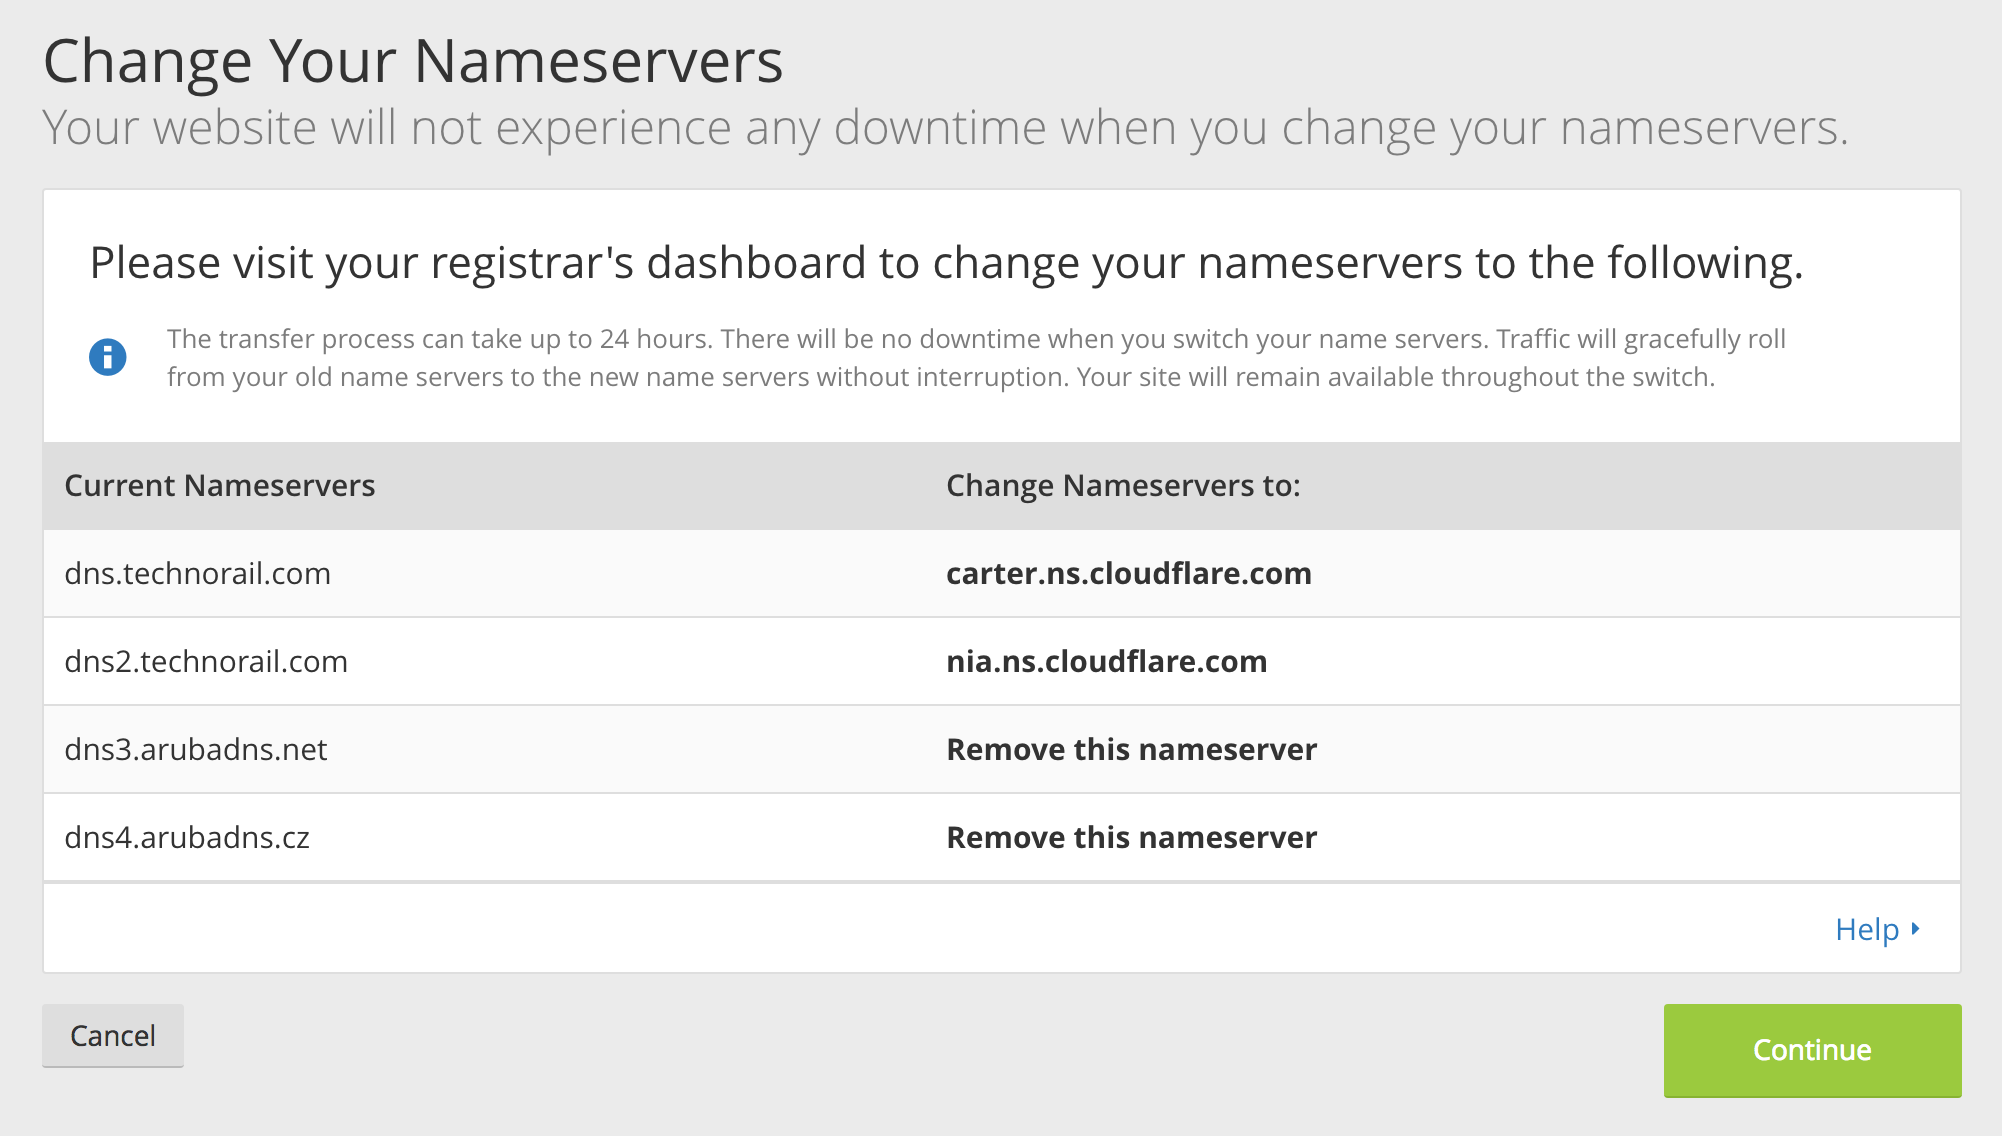 Change Your Nameservers
Your website will not experience any downtime when you change your nameservers.
Please visit your registrar's dashboard to change your nameservers to the following.
The transfer process can take up to 24 hours. There will be no downtime when you switch your name servers. Traffic will gracefully roll
from your old name servers to the new name servers without interruption. Your site will remain available throughout the switch.
Current Nameservers Change Nameservers to:
dns.technorail.com carter.ns.cloudflare.com
dns2.technorail.com nia.ns.cloudflare.com
dns3.arubadns.net Remove this nameserver
dns4.arubadns.cz Remove this nameserver
Help
Cancel Continue